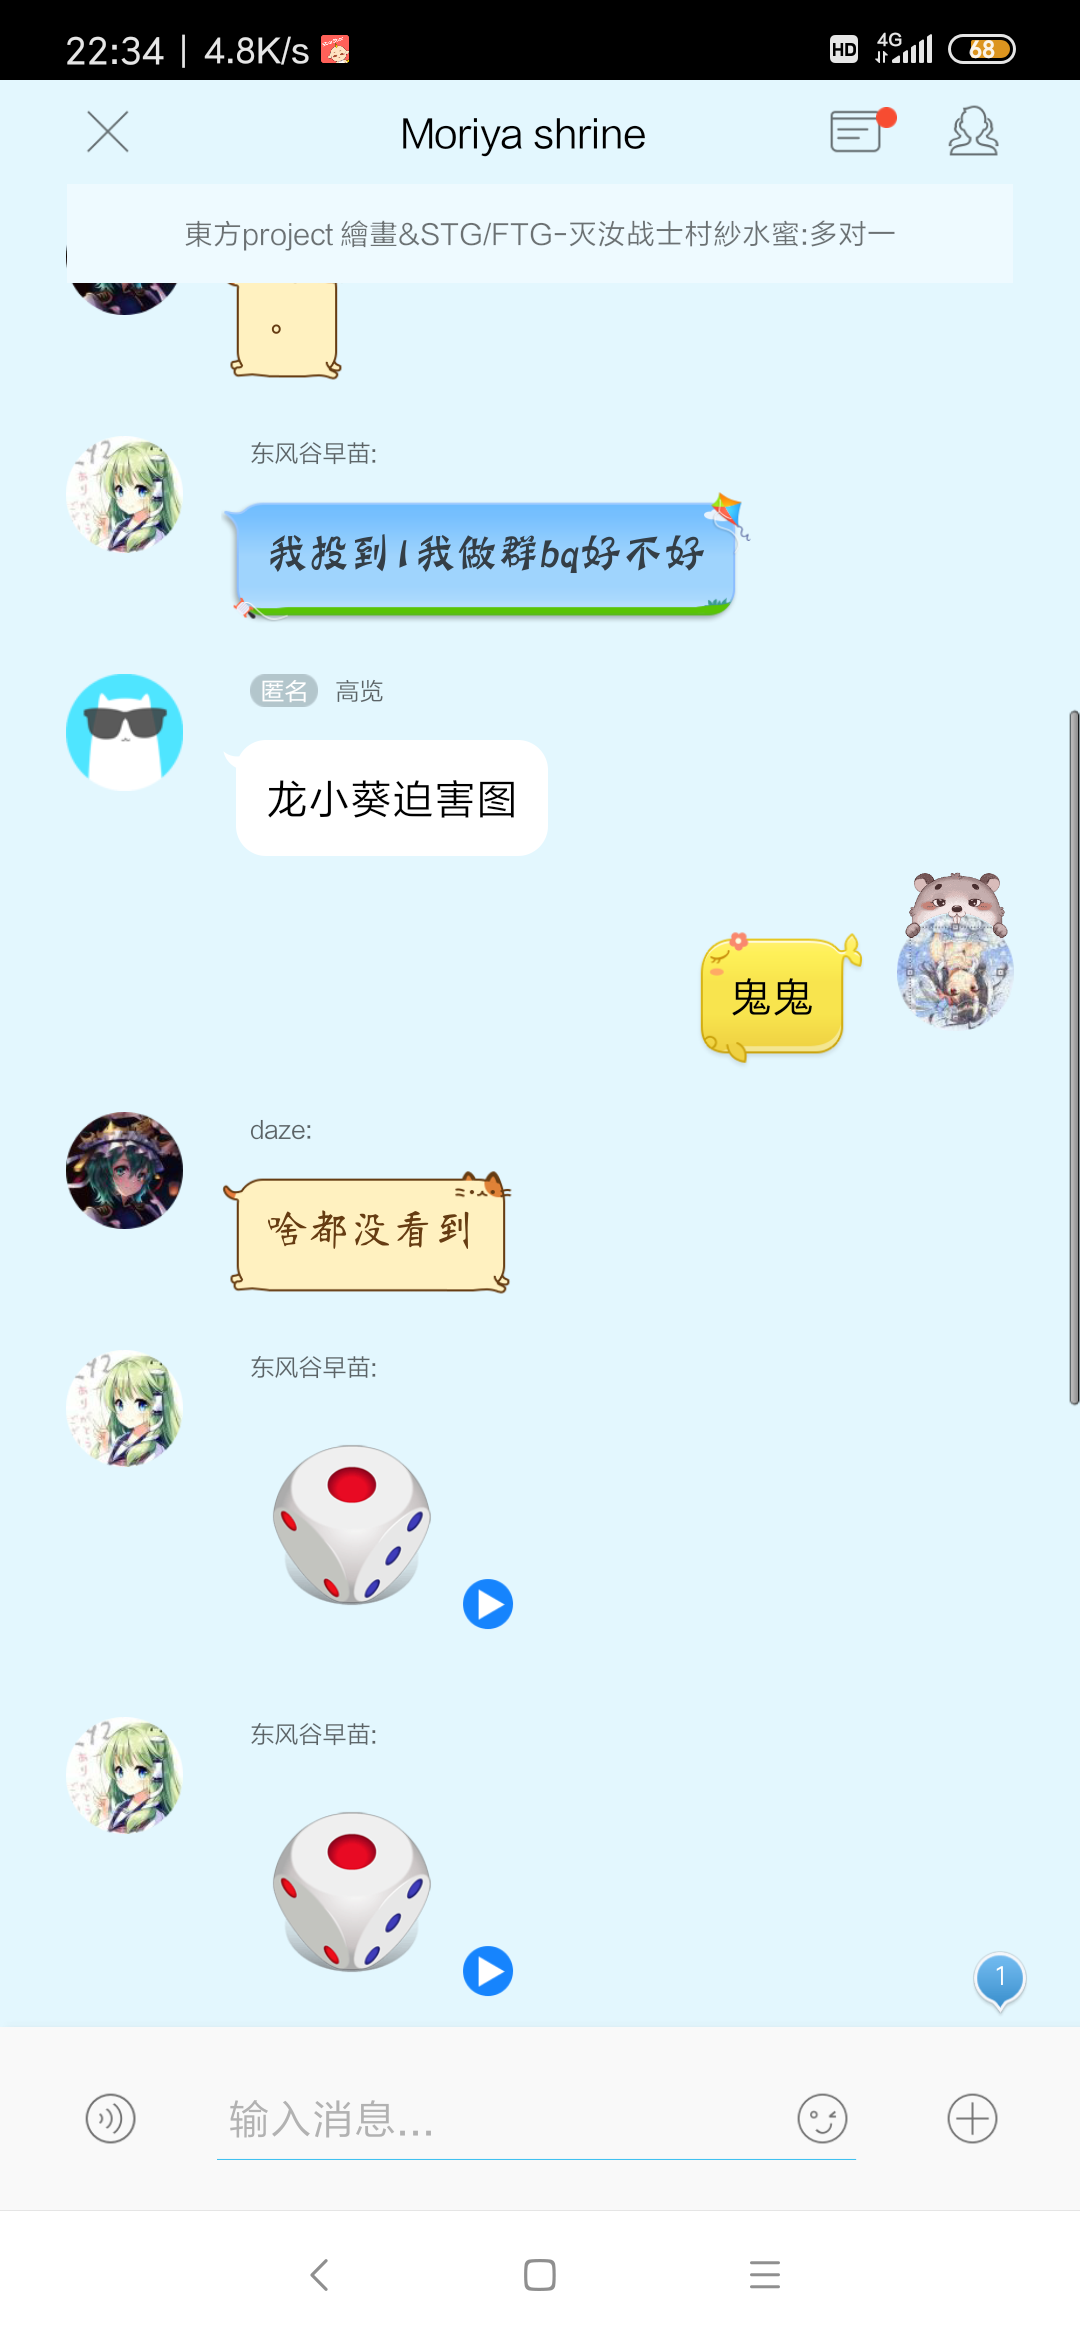 22:34 | 4.8K/s
HD 4G 68
Moriya shrine
東方project 繪畫&STG/FTG-灭汝战士村紗水蜜:多对一
。
东风谷早苗:
我投到1我做群bq好不好
匿名 高览
龙小葵迫害图
鬼鬼
daze:
啥都没看到
东风谷早苗:
东风谷早苗:
1
输入消息...